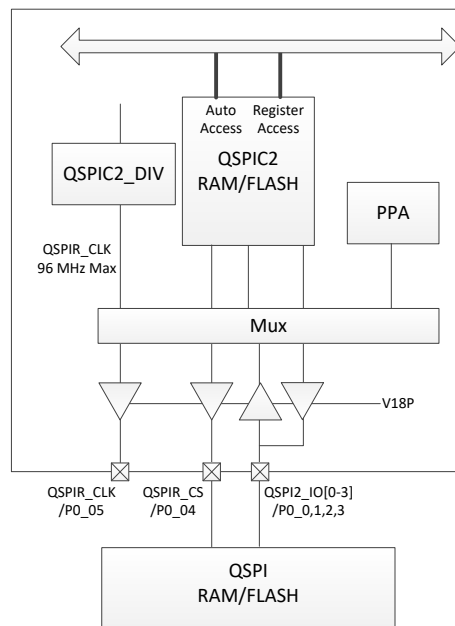 Auto Access
Register Access
QSPIC2
RAM/FLASH
QSPIC2_DIV
PPA
QSPIR_CLK
96 MHz Max
Mux
V18P
QSPIR_CLK
/P0_05
QSPIR_CS
/P0_04
QSPI2_IO[0-3]
/P0_0,1,2,3
QSPI
RAM/FLASH